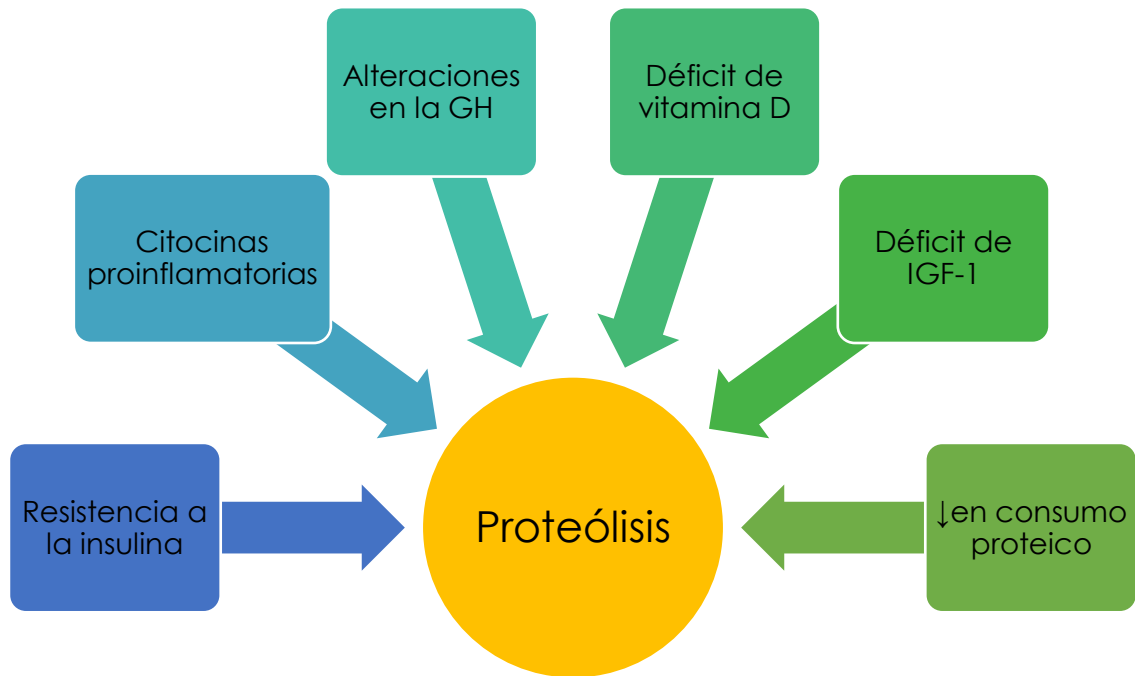 Alteraciones
en la GH
Déficit de
vitamina D
Citocinas
proinflamatorias
Déficit de
IGF-1
Resistencia a
la insulina
Proteólisis
↓en consumo
proteico